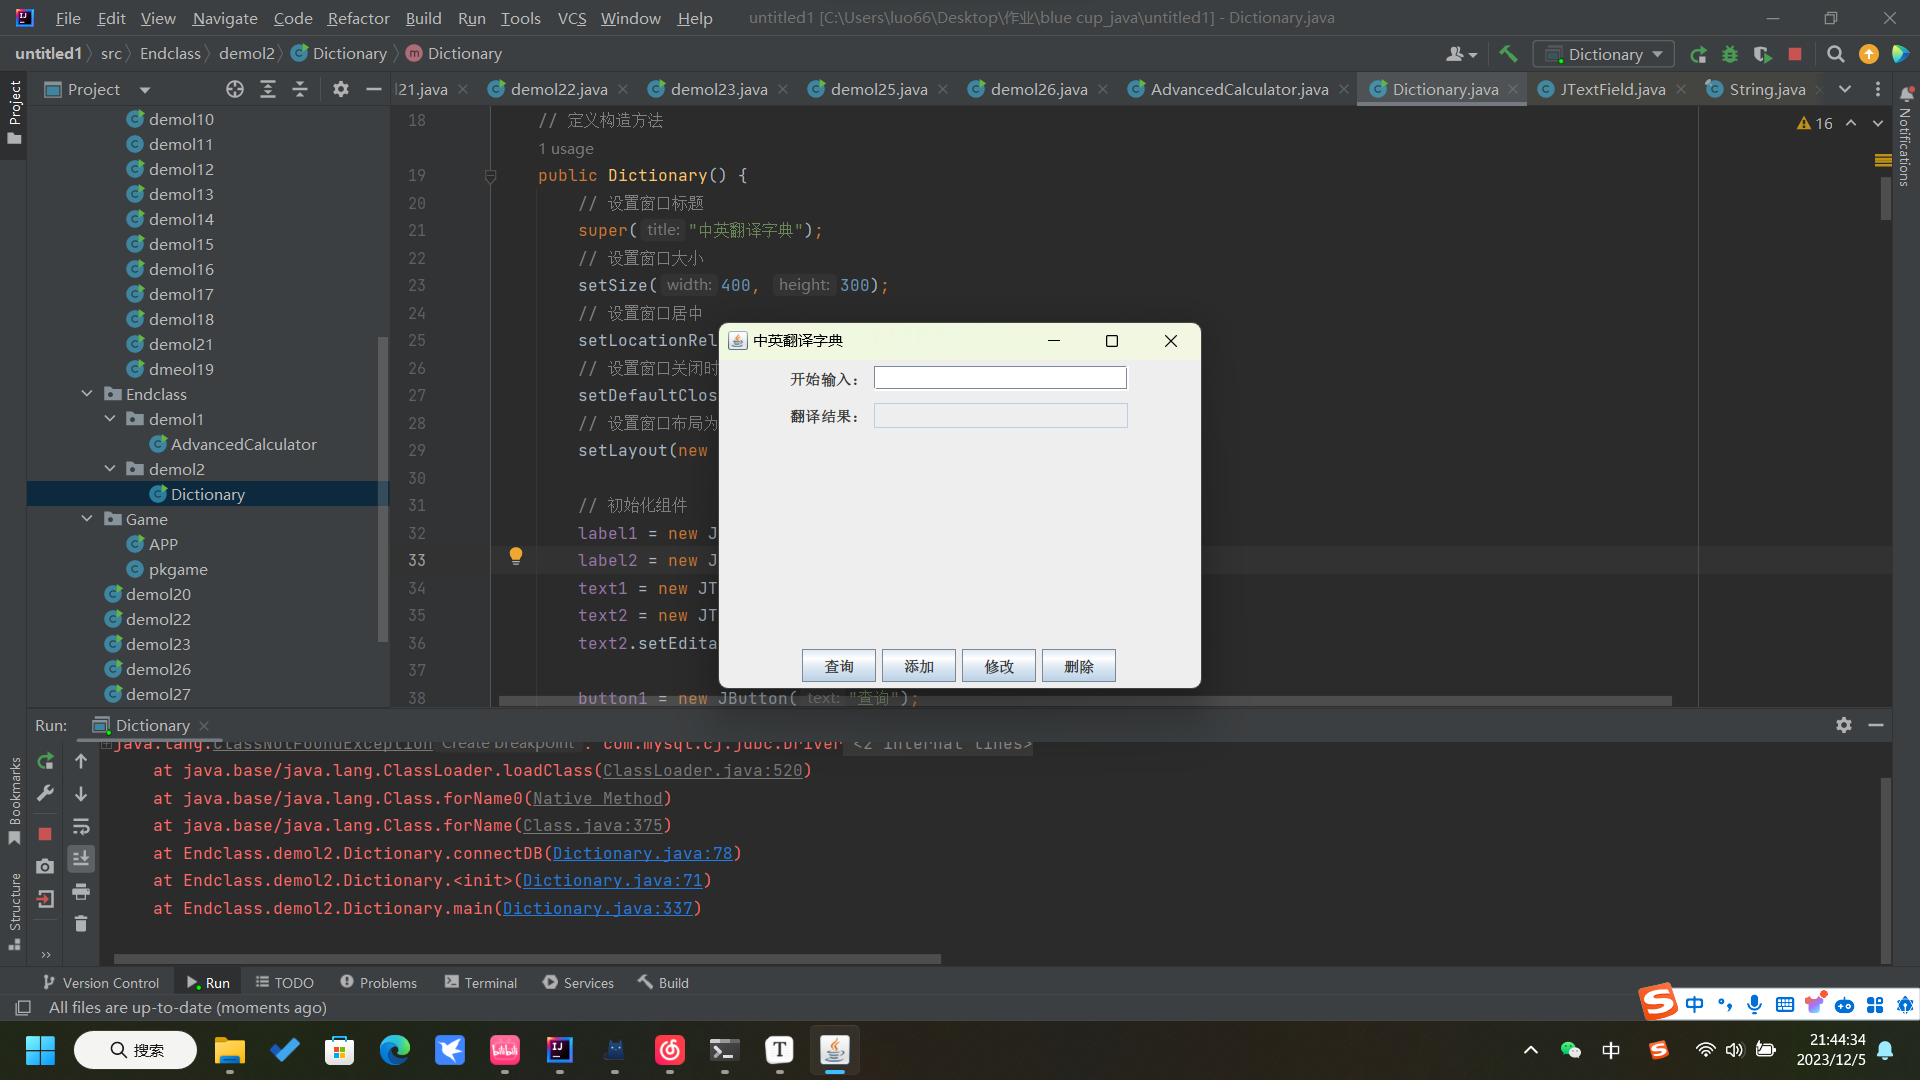 File Edit View Navigate Code Refactor Build Run Tools VCS Window Help untitled1 [C:\Users\luo66\Desktop\作业\blue cup_java\untitled1] - Dictionary.java
untitled1 src Endclass demol2 Dictionary Dictionary
Dictionary
Project
l21.java demol22.java demol23.java demol25.java demol26.java AdvancedCalculator.java Dictionary.java JTextField.java String.java
Project
Notifications
demol10
demol11
demol12
demol13
demol14
demol15
demol16
demol17
demol18
demol21
dmeol19
Endclass
demol1
AdvancedCalculator
demol2
Dictionary
Game
APP
pkgame
demol20
demol22
demol23
demol26
demol27
16
18 // 定义构造方法
1 usage
19 public Dictionary() {
20 // 设置窗口标题
21 super( title: "中英翻译字典");
22 // 设置窗口大小
23 setSize( width: 400, height: 300);
24 // 设置窗口居中
25 setLocationRel
26 // 设置窗口关闭时
27 setDefaultClos
28 // 设置窗口布局为
29 setLayout(new
30
31 // 初始化组件
32 label1 = new J
33 label2 = new J
34 text1 = new JT
35 text2 = new JT
36 text2.setEdita
37
38 button1 = new JButton( text: "查询");
中英翻译字典
开始输入：
翻译结果：
查询 添加 修改 删除
Run: Dictionary
java.lang.ClassNotFoundException Create breakpoint : com.mysql.cj.jdbc.Driver <2 internal lines>
at java.base/java.lang.ClassLoader.loadClass(ClassLoader.java:520)
at java.base/java.lang.Class.forName0(Native Method)
at java.base/java.lang.Class.forName(Class.java:375)
at Endclass.demol2.Dictionary.connectDB(Dictionary.java:78)
at Endclass.demol2.Dictionary.<init>(Dictionary.java:71)
at Endclass.demol2.Dictionary.main(Dictionary.java:337)
Bookmarks
Structure
Version Control Run TODO Problems Terminal Services Build
All files are up-to-date (moments ago)
中
搜索
中
21:44:34
2023/12/5